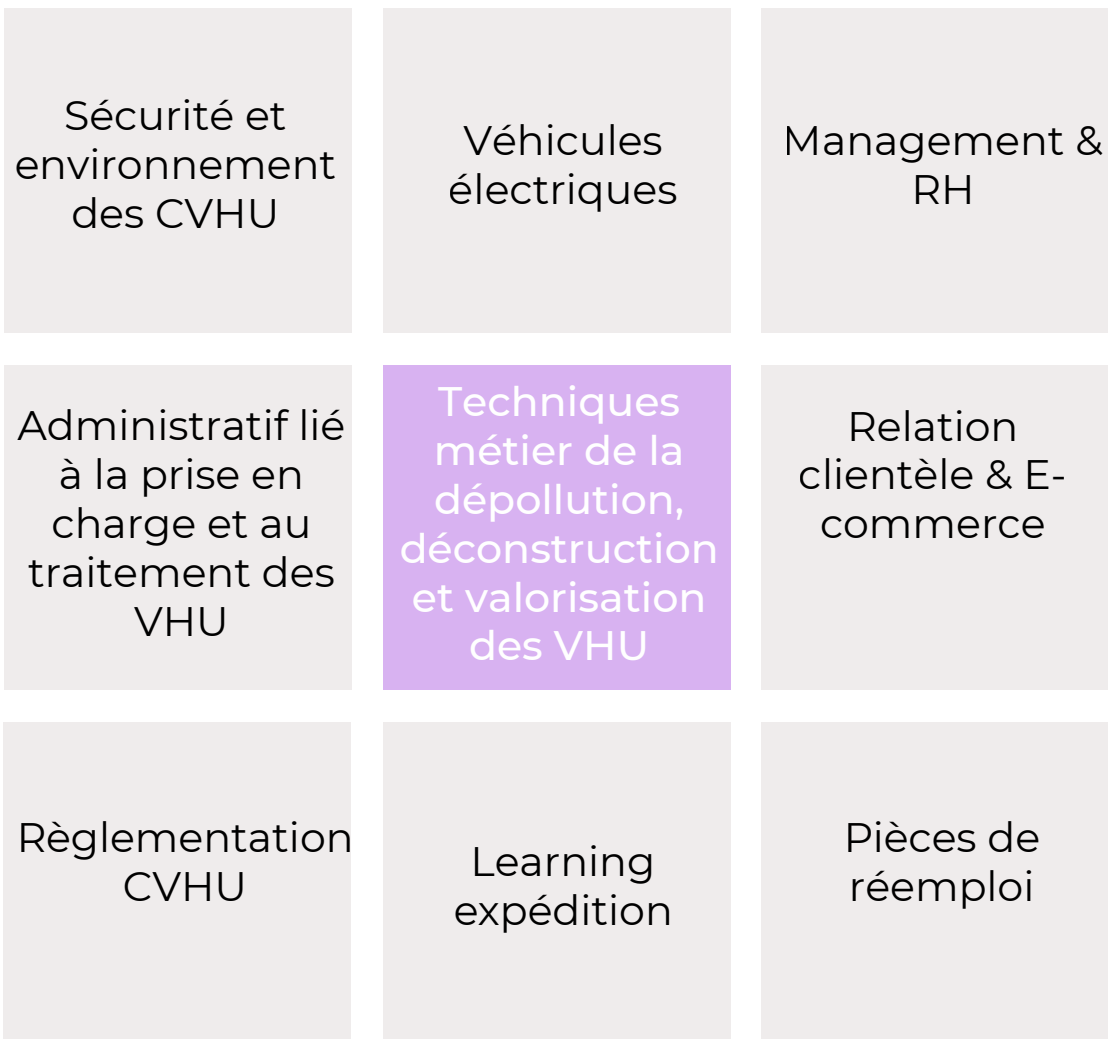 Sécurité et
environnement
des CVHU
Véhicules
électriques
Management &
RH
Administratif lié
à la prise en
charge et au
traitement des
VHU
Techniques
métier de la
dépollution,
déconstruction
et valorisation
des VHU
Relation
clientèle & E-
commerce
Règlementation
CVHU
Learning
expédition
Pièces de
réemploi